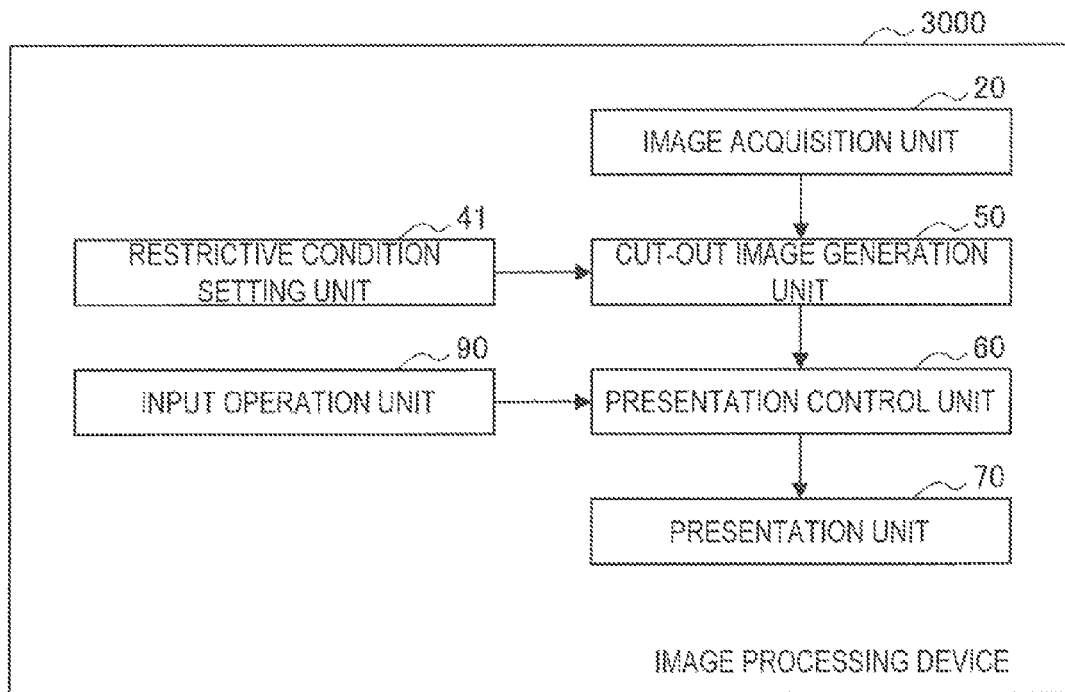 3000
20
IMAGE ACQUISITION UNIT
41
RESTRICTIVE CONDITION
SETTING UNIT
50
CUT-OUT IMAGE GENERATION
UNIT
90
INPUT OPERATION UNIT
60
PRESENTATION CONTROL UNIT
70
PRESENTATION UNIT
IMAGE PROCESSING DEVICE